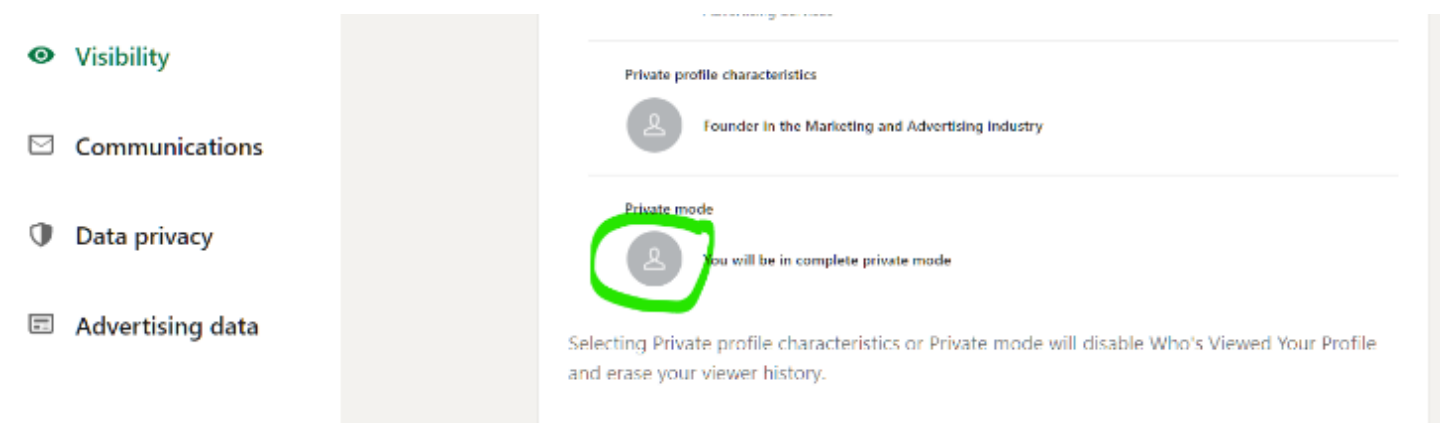 Visibility
Communications
Data privacy
Advertising data
Private profile characteristics
Founder in the Marketing and Advertising industry
Private mode
You will be in complete private mode
Selecting Private profile characteristics or Private mode will disable Who's Viewed Your Profile
and erase your viewer history.